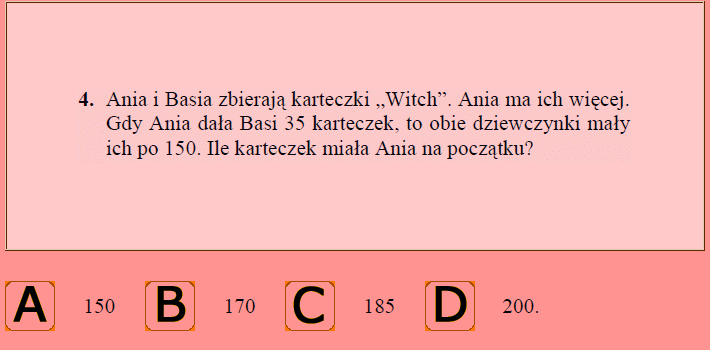 4. Ania i Basia zbierają karteczki „Witch”. Ania ma ich więcej.
Gdy Ania dała Basi 35 karteczek, to obie dziewczynki mały
ich po 150. Ile karteczek miała Ania na początku?
A 150 B 170 C 185 D 200.